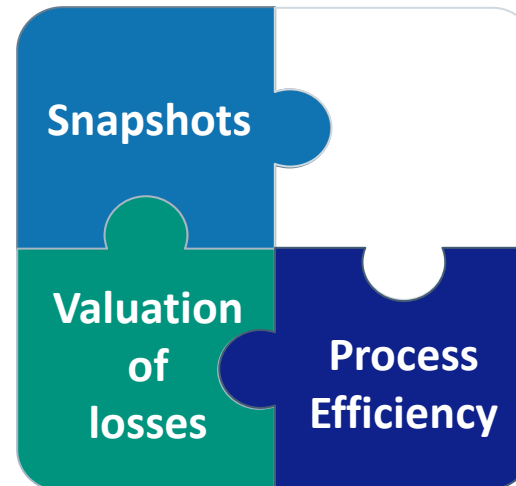 Snapshots
Valuation
of
losses
Process
Efficiency